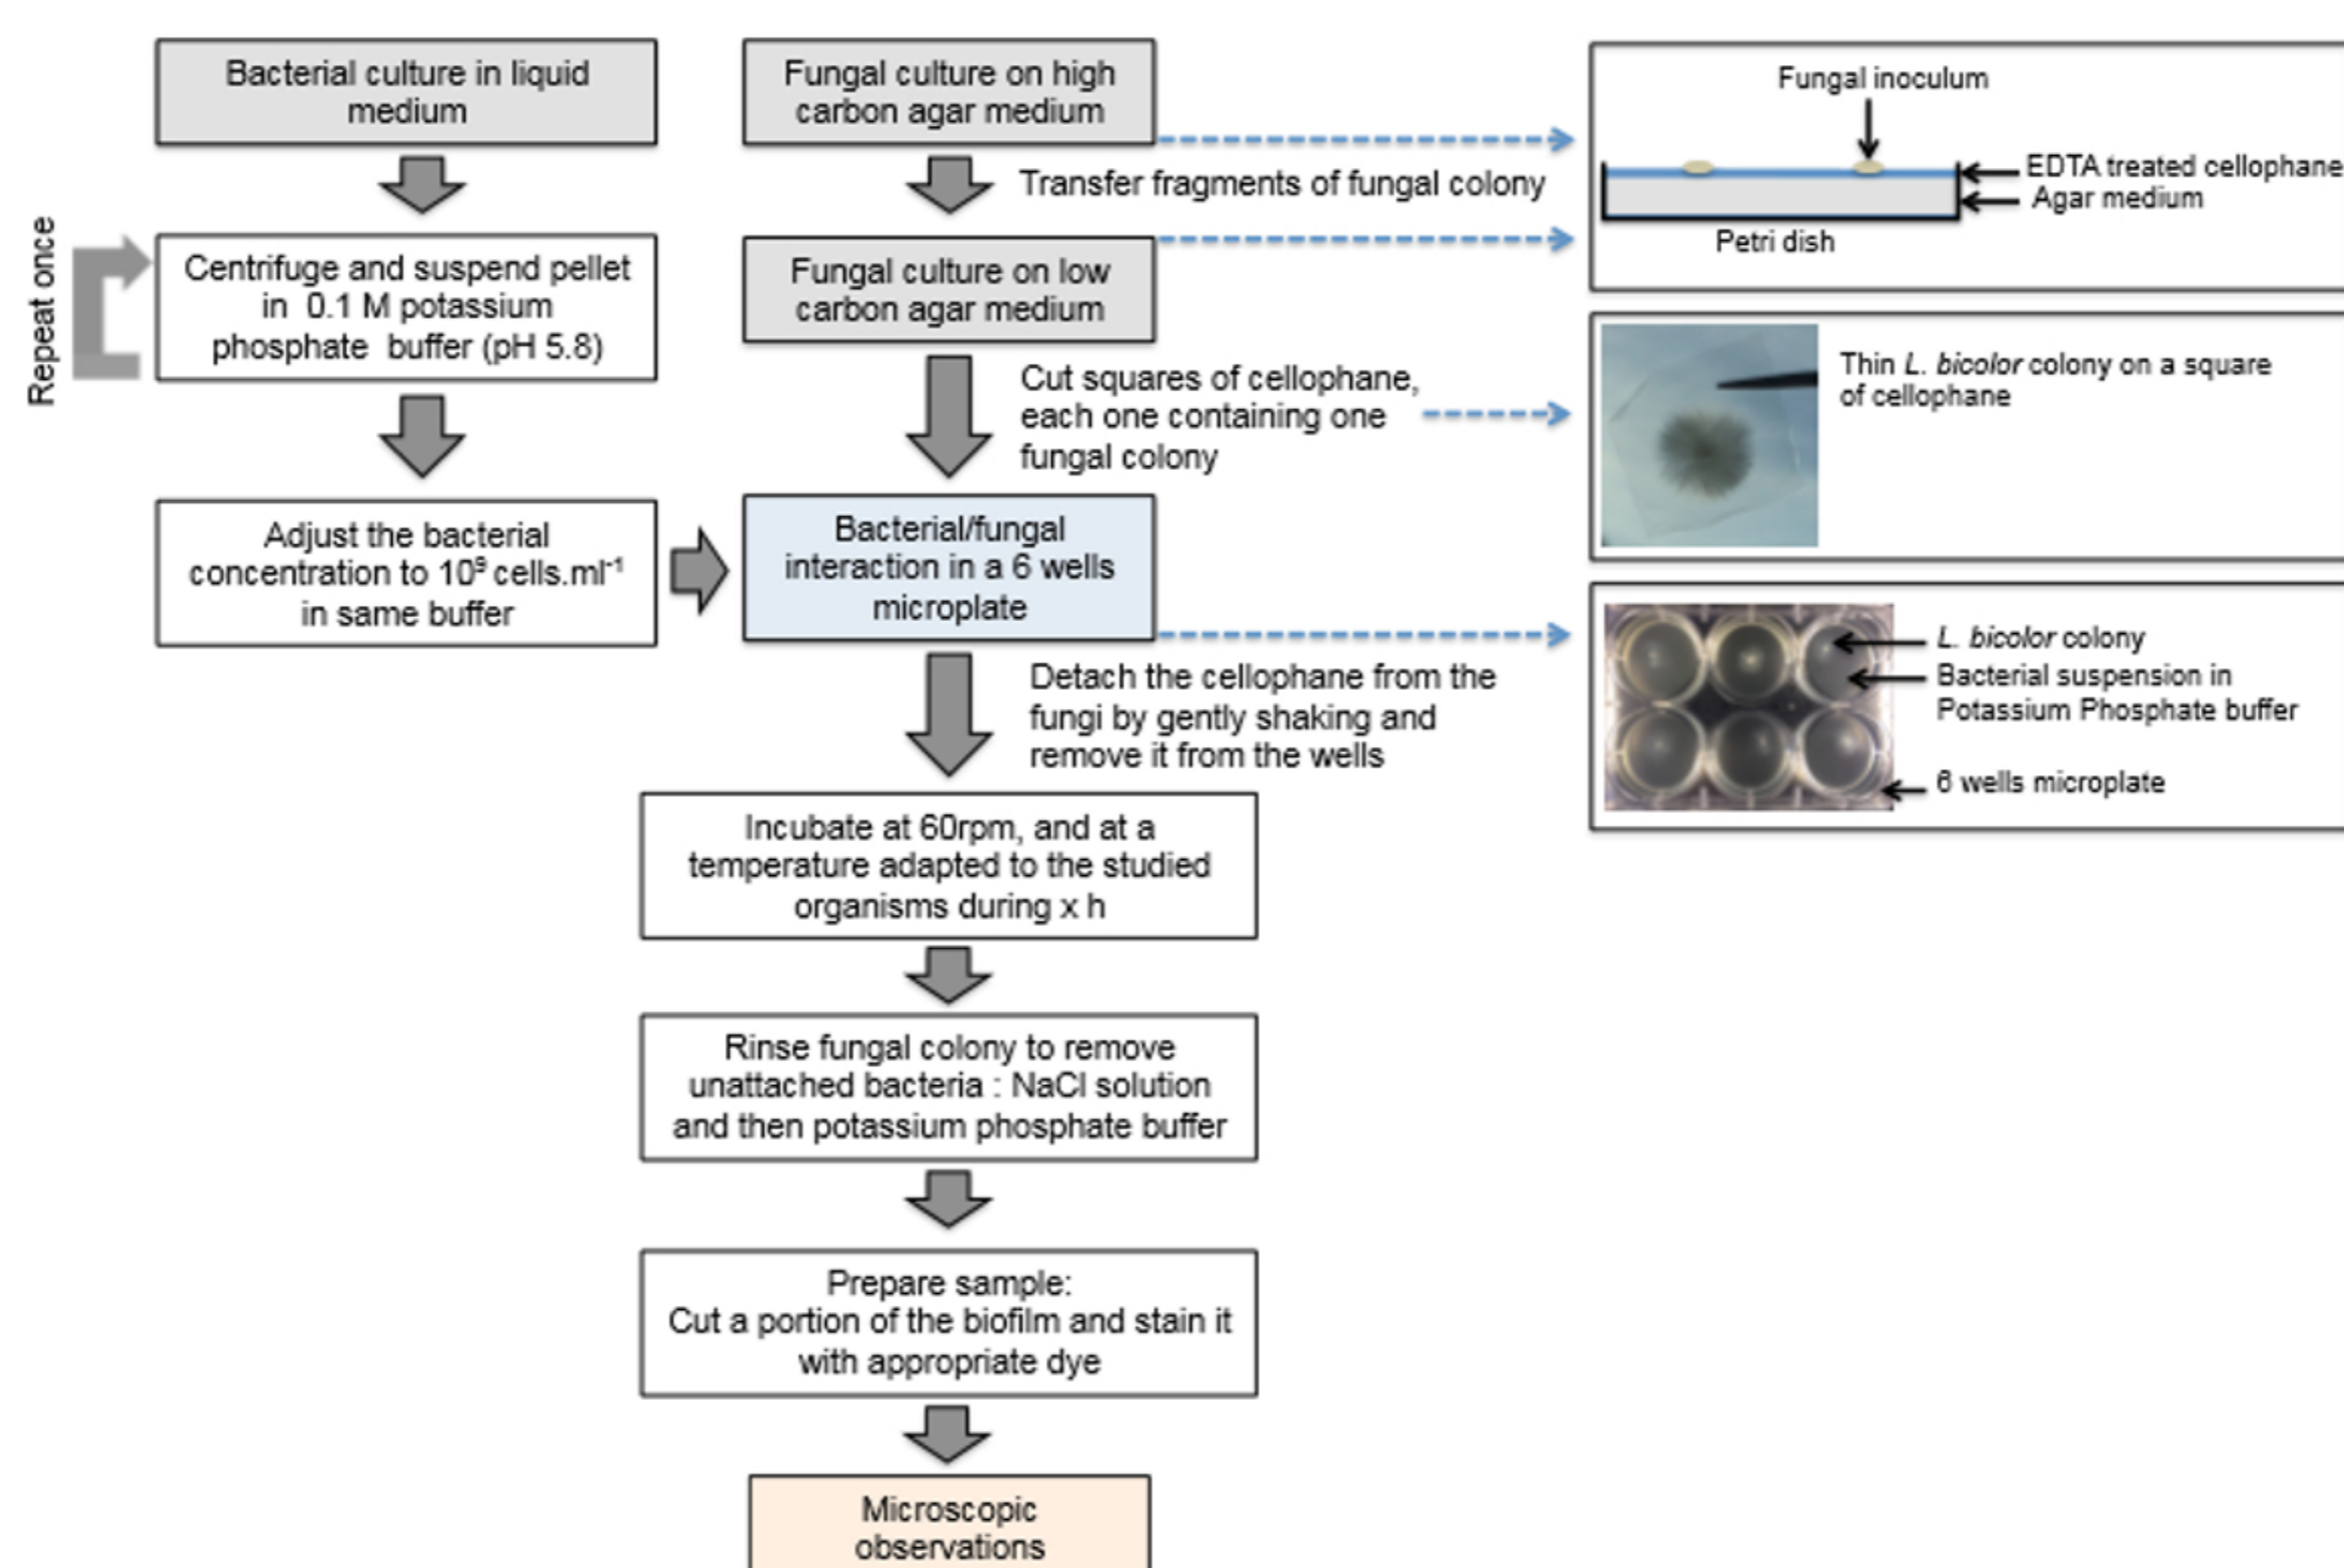 Bacterial culture in liquid
medium
Repeat once
Centrifuge and suspend pellet
in 0.1 M potassium
phosphate buffer (pH 5.8)
Adjust the bacterial
concentration to 10⁹ cells.ml⁻¹
in same buffer
Fungal culture on high
carbon agar medium
Transfer fragments of fungal colony
Fungal culture on low
carbon agar medium
Cut squares of cellophane,
each one containing one
fungal colony
Bacterial/fungal
interaction in a 6 wells
microplate
Detach the cellophane from the
fungi by gently shaking and
remove it from the wells
Incubate at 60rpm, and at a
temperature adapted to the studied
organisms during x h
Rinse fungal colony to remove
unattached bacteria : NaCl solution
and then potassium phosphate buffer
Prepare sample:
Cut a portion of the biofilm and stain it
with appropriate dye
Microscopic
observations
Fungal inoculum
EDTA treated cellophane
Agar medium
Petri dish
Thin L. bicolor colony on a square
of cellophane
L. bicolor colony
Bacterial suspension in
Potassium Phosphate buffer
6 wells microplate